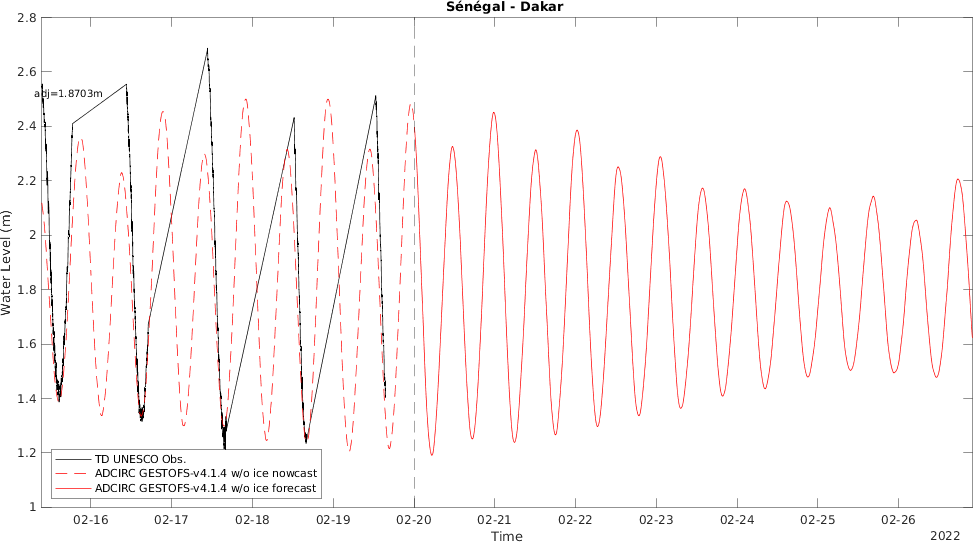 Sénégal - Dakar
2.8
2.6
2.4
2.2
2
1.8
1.6
1.4
1.2
1
Water Level (m)
adj=1.8703m
TD UNESCO Obs.
ADCIRC GESTOFS-v4.1.4 w/o ice nowcast
ADCIRC GESTOFS-v4.1.4 w/o ice forecast
02-16 02-17 02-18 02-19 02-20 02-21 02-22 02-23 02-24 02-25 02-26
Time
2022